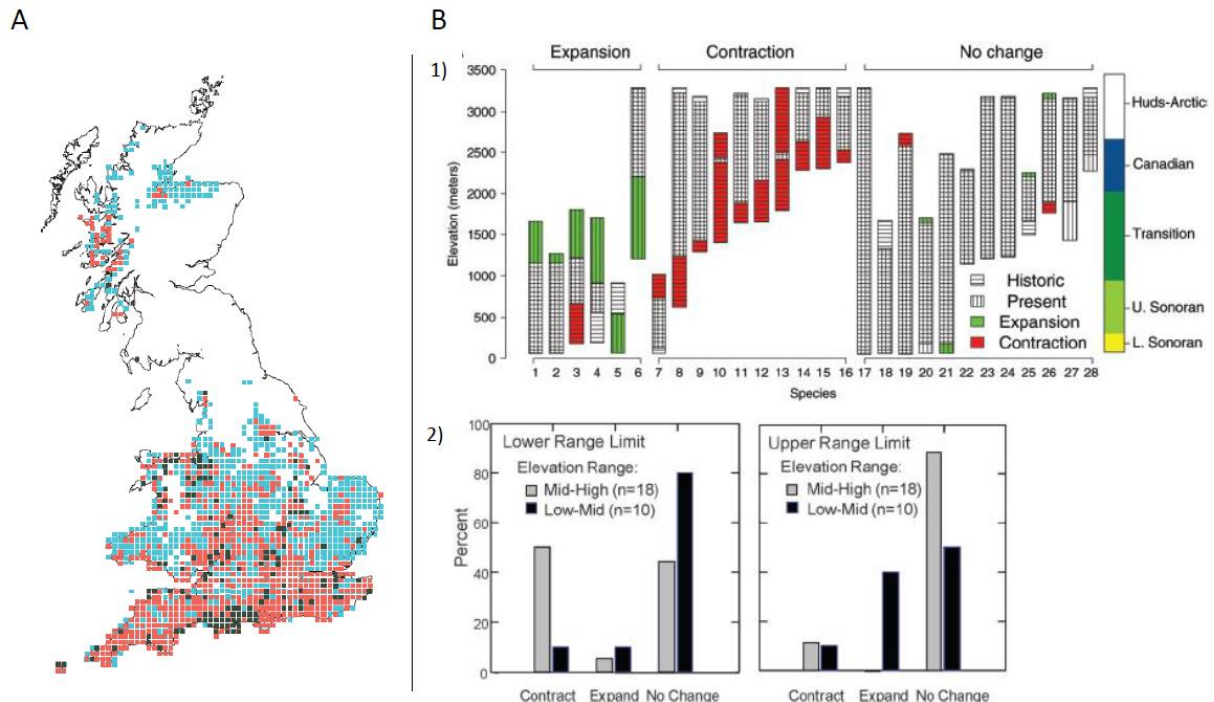 A
B
1)
Expansion
Contraction
No change
Elevation (meters)
3500
3000
2500
2000
1500
1000
500
0
Historic
Present
Expansion
Contraction
Huds-Arctic
Canadian
Transition
U. Sonoran
L. Sonoran
1 2 3 4 5 6 7 8 9 10 11 12 13 14 15 16 17 18 19 20 21 22 23 24 25 26 27 28
Species
2)
Percent
100
80
60
40
20
0
Lower Range Limit
Elevation Range:
Mid-High (n=18)
Low-Mid (n=10)
Contract Expand No Change
Upper Range Limit
Elevation Range:
Mid-High (n=18)
Low-Mid (n=10)
Contract Expand No Change